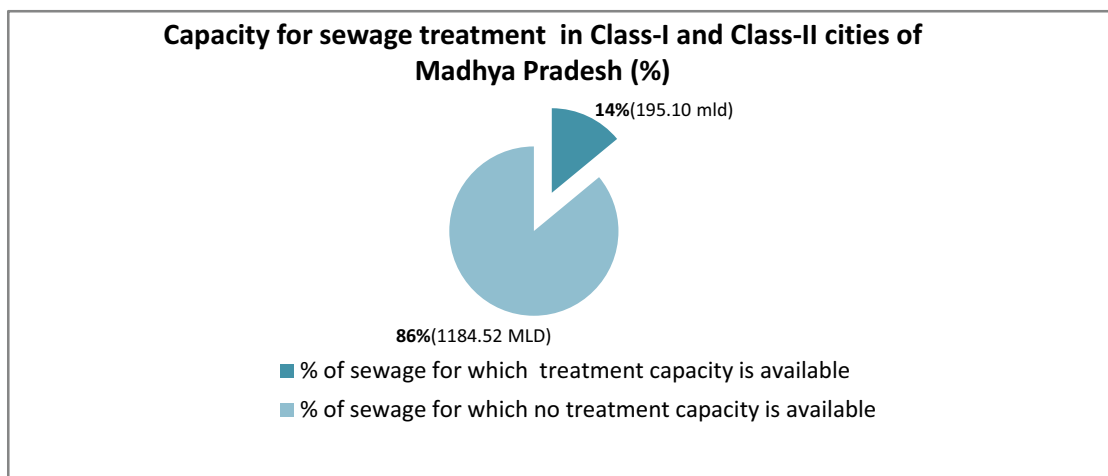 Capacity for sewage treatment in Class-I and Class-II cities of
Madhya Pradesh (%)
14%(195.10 mld)
86%(1184.52 MLD)
% of sewage for which treatment capacity is available
% of sewage for which no treatment capacity is available